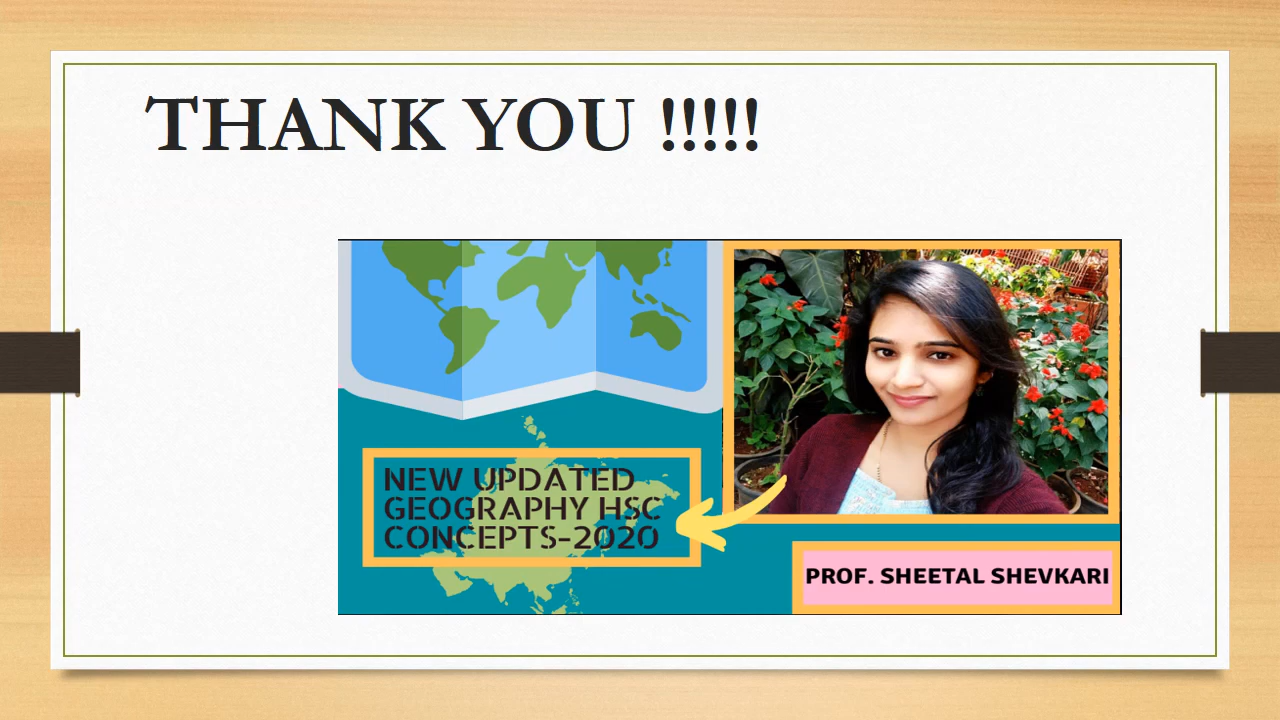 THANK YOU !!!!!
NEW UPDATED
GEOGRAPHY HSC
CONCEPTS-2020
PROF. SHEETAL SHEVKARI